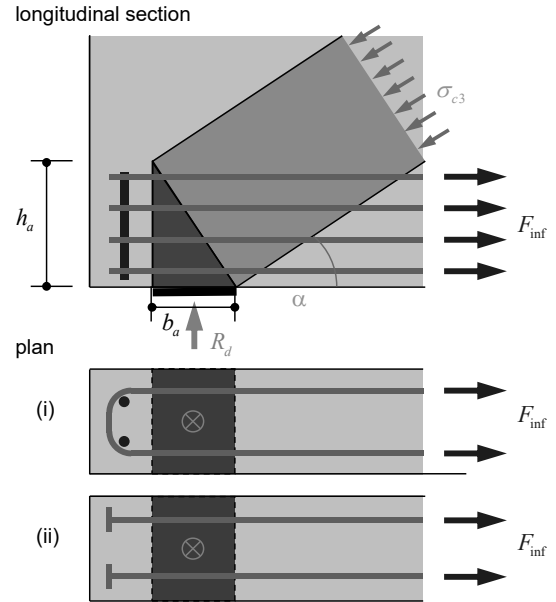 longitudinal section
σc3
ha
Finf
α
ba
Rd
plan
(i)
Finf
(ii)
Finf